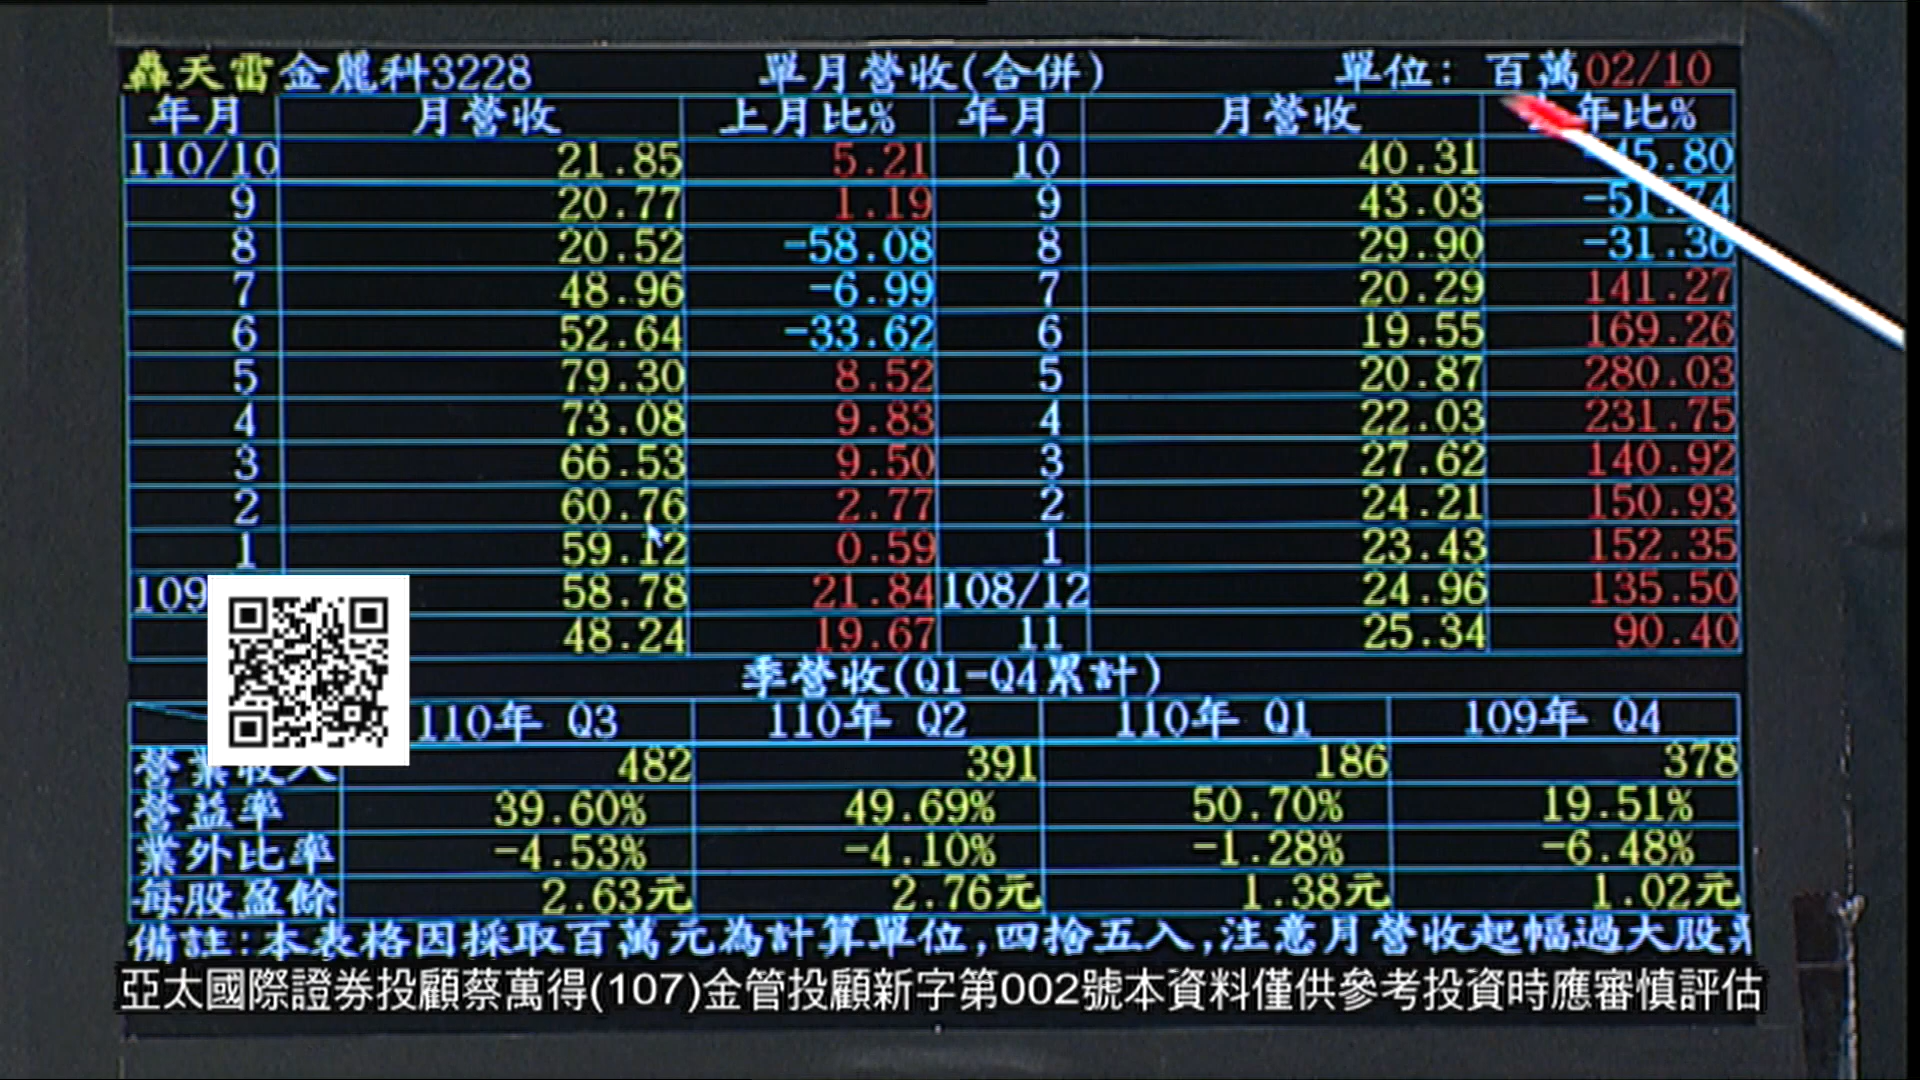 轟天雷金麗科3228 單月營收(合併) 單位: 百萬02/10
年月 月營收 上月比% 年月 月營收 年比%
110/10 21.85 5.21 10 40.31 45.80
9 20.77 1.19 9 43.03 -51.74
8 20.52 -58.08 8 29.90 -31.36
7 48.96 -6.99 7 20.29 141.27
6 52.64 -33.62 6 19.55 169.26
5 79.30 8.52 5 20.87 280.03
4 73.08 9.83 4 22.03 231.75
3 66.53 9.50 3 27.62 140.92
2 60.76 2.77 2 24.21 150.93
1 59.12 0.59 1 23.43 152.35
109 58.78 21.84 108/12 24.96 135.50
48.24 19.67 11 25.34 90.40
季營收(Q1-Q4累計)
110年 Q3 110年 Q2 110年 Q1 109年 Q4
營業收入 482 391 186 378
營益率 39.60% 49.69% 50.70% 19.51%
業外比率 -4.53% -4.10% -1.28% -6.48%
每股盈餘 2.63元 2.76元 1.38元 1.02元
備註:本表格因採取百萬元為計算單位,四捨五入,注意月營收起幅過大股
亞太國際證券投顧蔡萬得(107)金管投顧新字第002號本資料僅供參考投資時應審慎評估